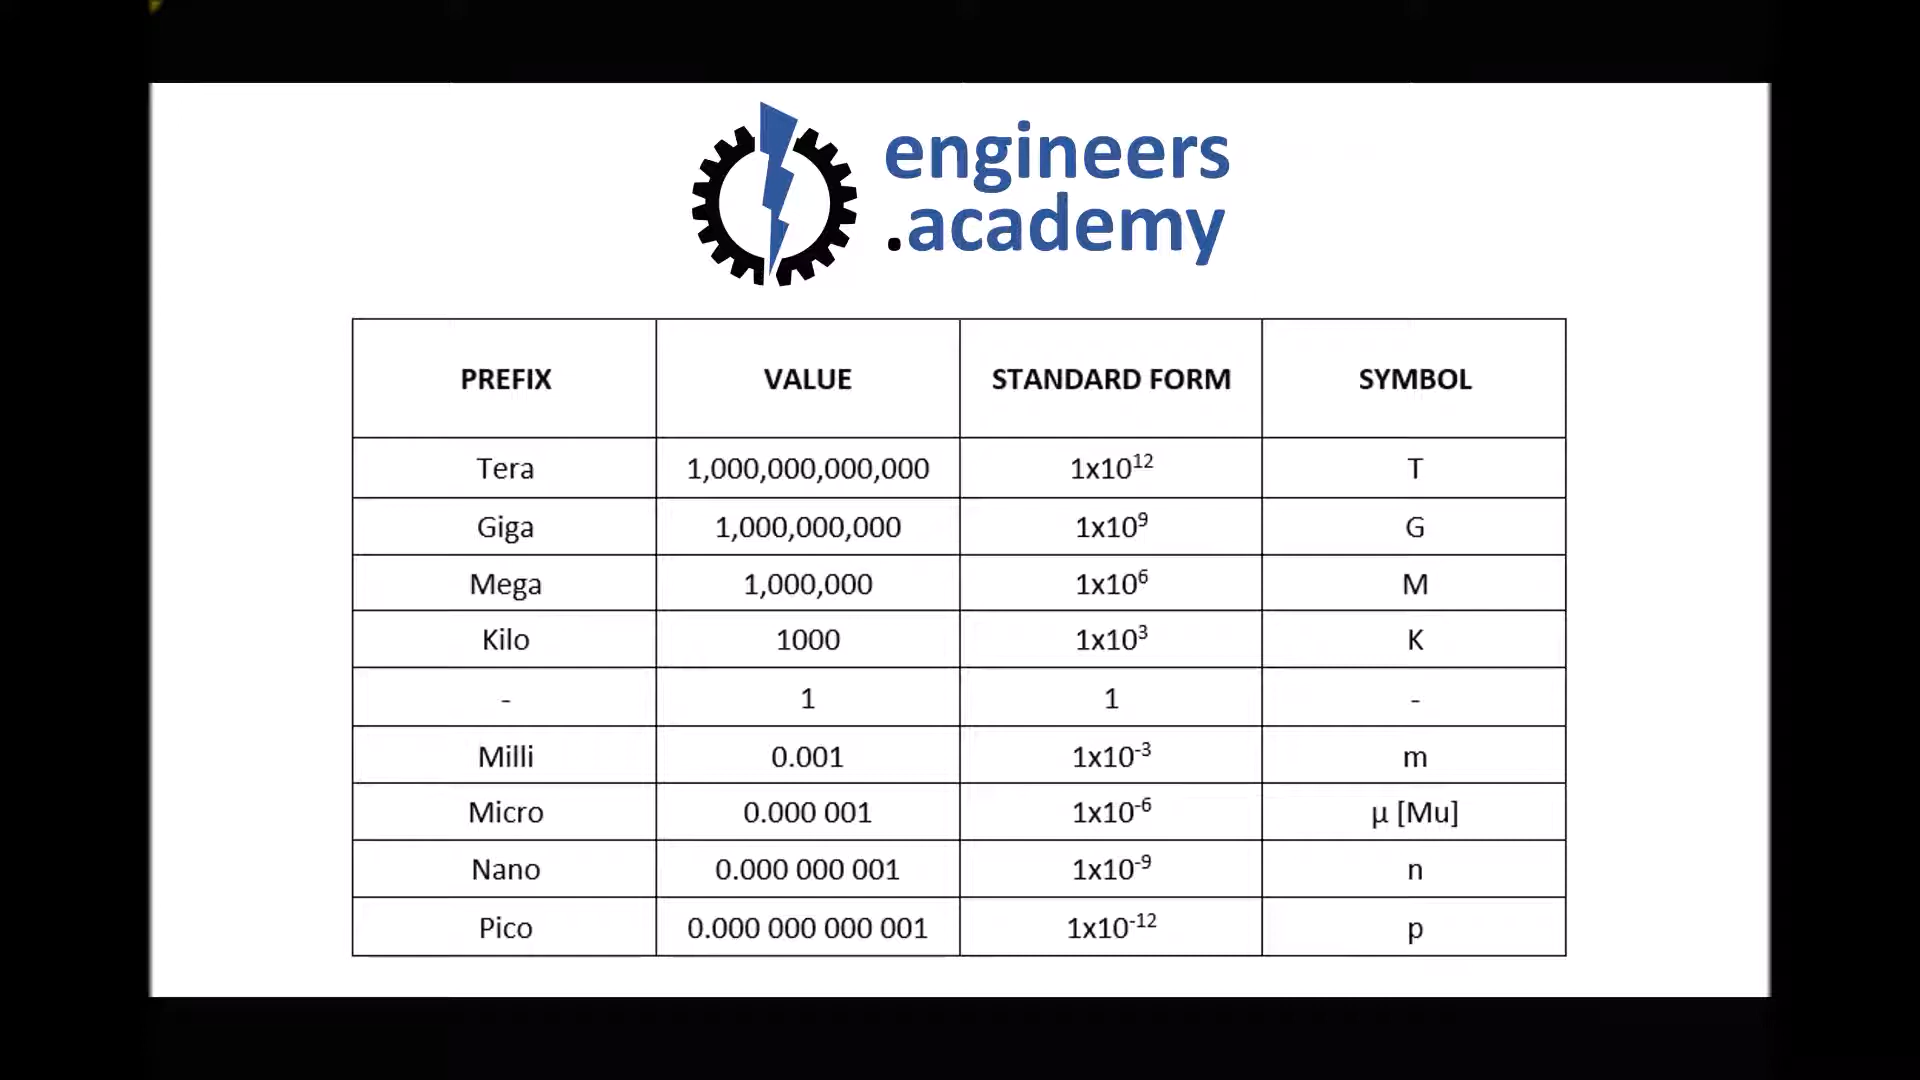 engineers
.academy
PREFIX VALUE STANDARD FORM SYMBOL
Tera 1,000,000,000,000 1x10¹² T
Giga 1,000,000,000 1x10⁹ G
Mega 1,000,000 1x10⁶ M
Kilo 1000 1x10³ K
- 1 1 -
Milli 0.001 1x10⁻³ m
Micro 0.000 001 1x10⁻⁶ µ [Mu]
Nano 0.000 000 001 1x10⁻⁹ n
Pico 0.000 000 000 001 1x10⁻¹² p